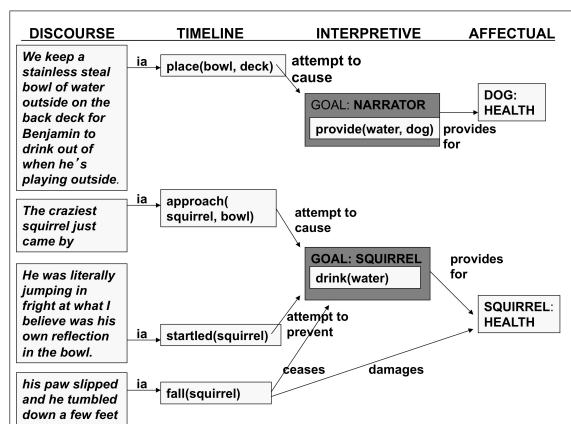 DISCOURSE TIMELINE INTERPRETIVE AFFECTUAL
We keep a
stainless steal
bowl of water
outside on the
back deck for
Benjamin to
drink out of
when he's
playing outside.
ia
place(bowl, deck)
attempt to
cause
GOAL: NARRATOR
provide(water, dog)
provides
for
DOG:
HEALTH
The craziest
squirrel just
came by
ia
approach(
squirrel, bowl)
attempt to
cause
GOAL: SQUIRREL
drink(water)
provides
for
SQUIRREL:
HEALTH
He was literally
jumping in
fright at what I
believe was his
own reflection
in the bowl.
ia
startled(squirrel)
attempt to
prevent
his paw slipped
and he tumbled
down a few feet
ia
fall(squirrel)
ceases
damages